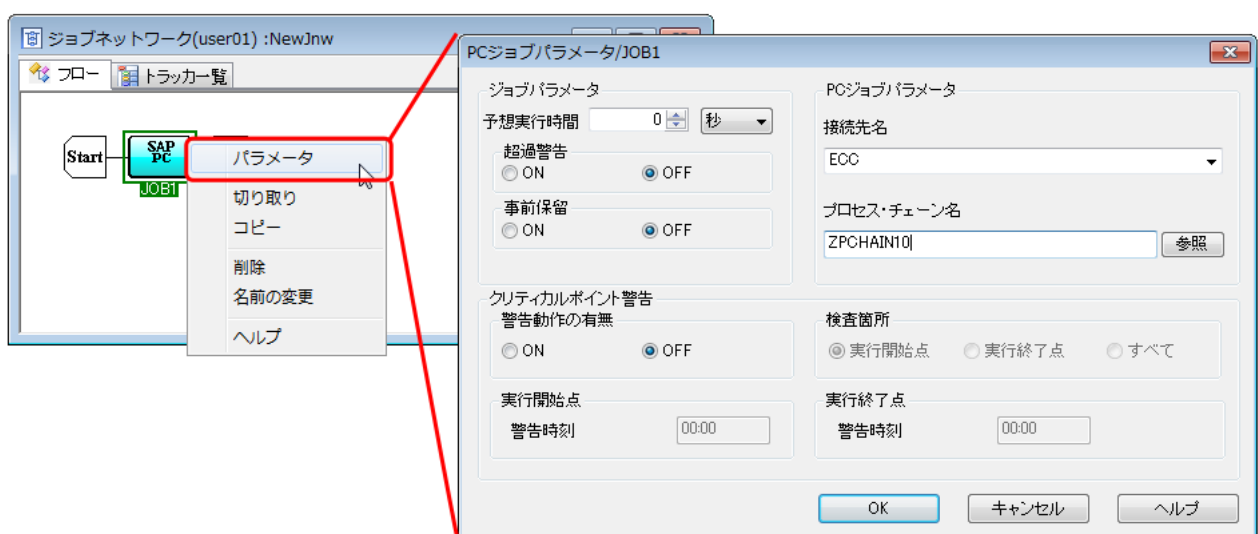 ジョブネットワーク(user01) :NewJnw
フロー トラッカ一覧
Start
SAP
PC
JOB1
パラメータ
切り取り
コピー
削除
名前の変更
ヘルプ
PCジョブパラメータ/JOB1
ジョブパラメータ
予想実行時間 0 秒
超過警告
ON OFF
事前保留
ON OFF
PCジョブパラメータ
接続先名
ECC
プロセス・チェーン名
ZPCHAIN10 参照
クリティカルポイント警告
警告動作の有無
ON OFF
検査箇所
実行開始点 実行終了点 すべて
実行開始点
警告時刻 00:00
実行終了点
警告時刻 00:00
OK キャンセル ヘルプ